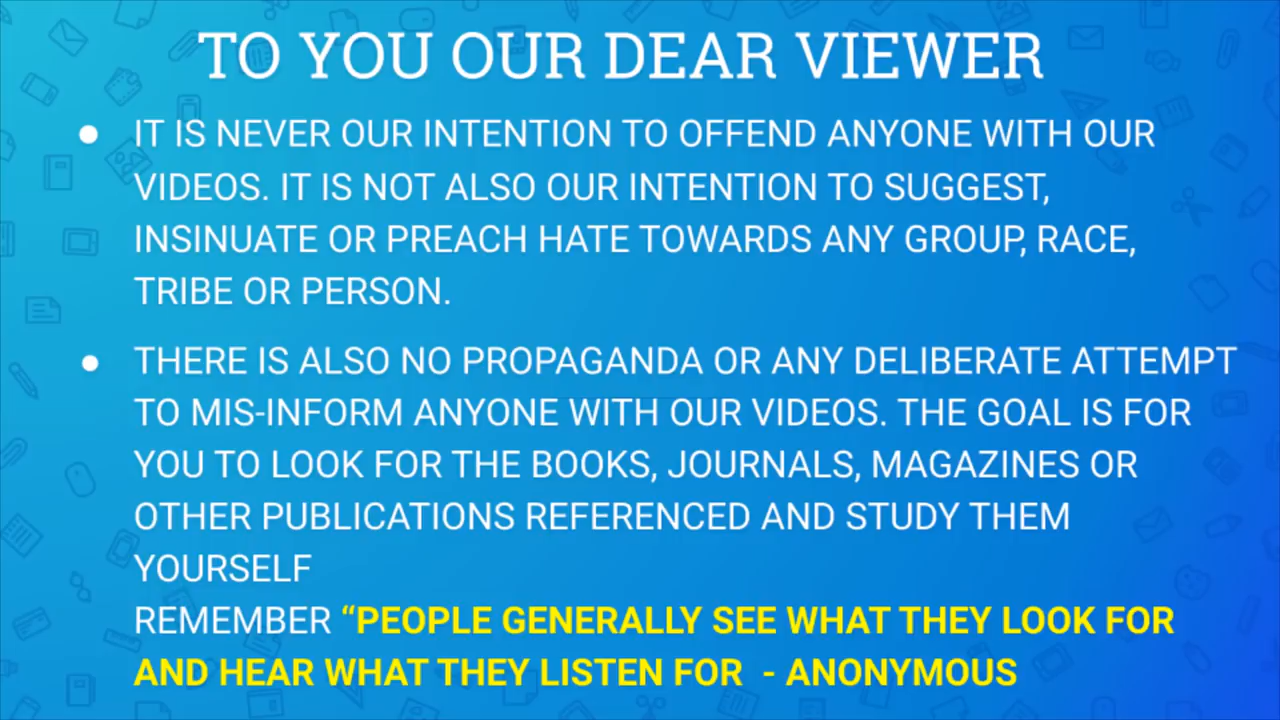 TO YOU OUR DEAR VIEWER
● IT IS NEVER OUR INTENTION TO OFFEND ANYONE WITH OUR
VIDEOS. IT IS NOT ALSO OUR INTENTION TO SUGGEST,
INSINUATE OR PREACH HATE TOWARDS ANY GROUP, RACE,
TRIBE OR PERSON.
● THERE IS ALSO NO PROPAGANDA OR ANY DELIBERATE ATTEMPT
TO MIS-INFORM ANYONE WITH OUR VIDEOS. THE GOAL IS FOR
YOU TO LOOK FOR THE BOOKS, JOURNALS, MAGAZINES OR
OTHER PUBLICATIONS REFERENCED AND STUDY THEM
YOURSELF
REMEMBER “PEOPLE GENERALLY SEE WHAT THEY LOOK FOR
AND HEAR WHAT THEY LISTEN FOR - ANONYMOUS